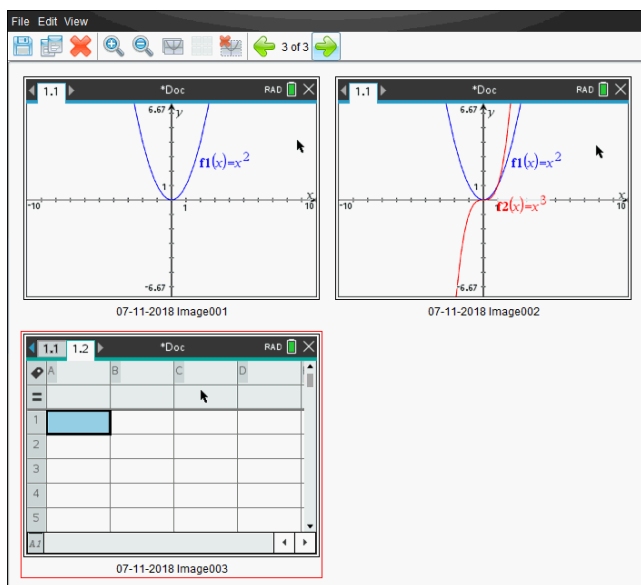 File Edit View
3 of 3
1.1 *Doc RAD
6.67 y
f1(x)=x²
1
x
-10 1 10
-6.67
07-11-2018 Image001
1.1 *Doc RAD
6.67 y
f1(x)=x²
1
x
-10 f2(x)=x³ 10
-6.67
07-11-2018 Image002
1.1 1.2 *Doc RAD
A B C D
=
1
2
3
4
5
A1
07-11-2018 Image003